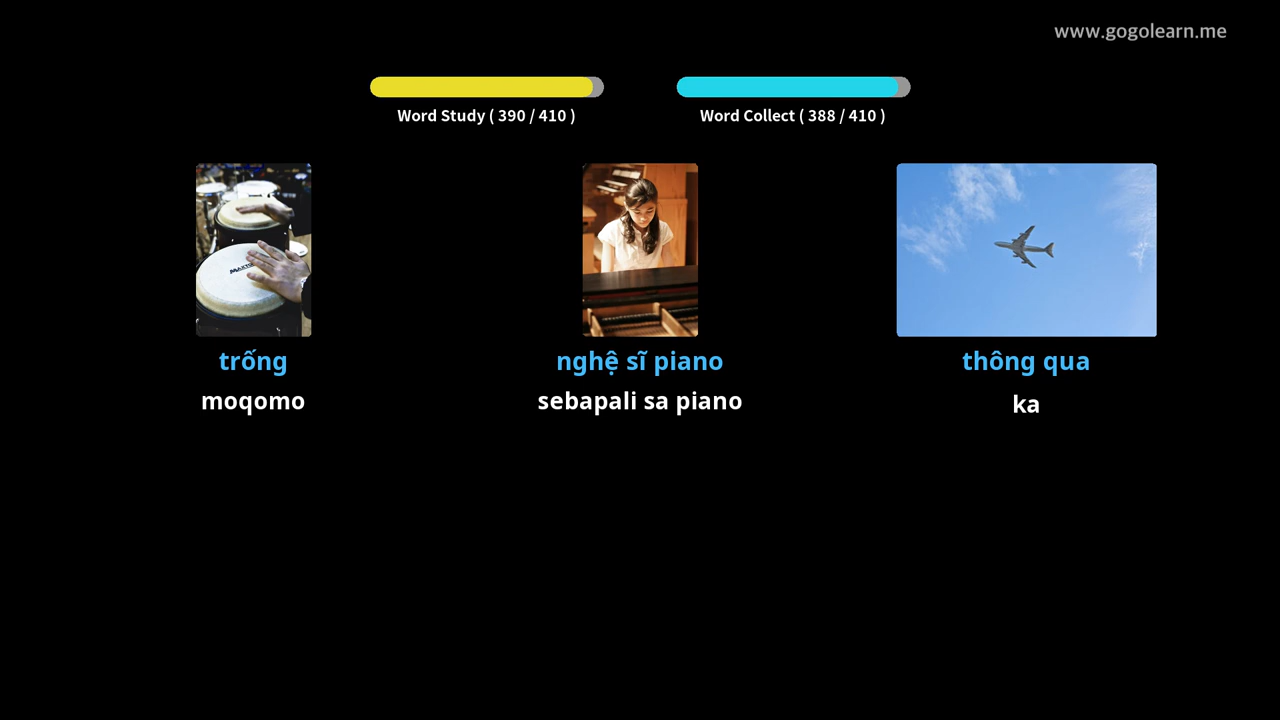 www.gogolearn.me
Word Study ( 390 / 410 )
Word Collect ( 388 / 410 )
trống
nghệ sĩ piano
thông qua
moqomo
sebapali sa piano
ka